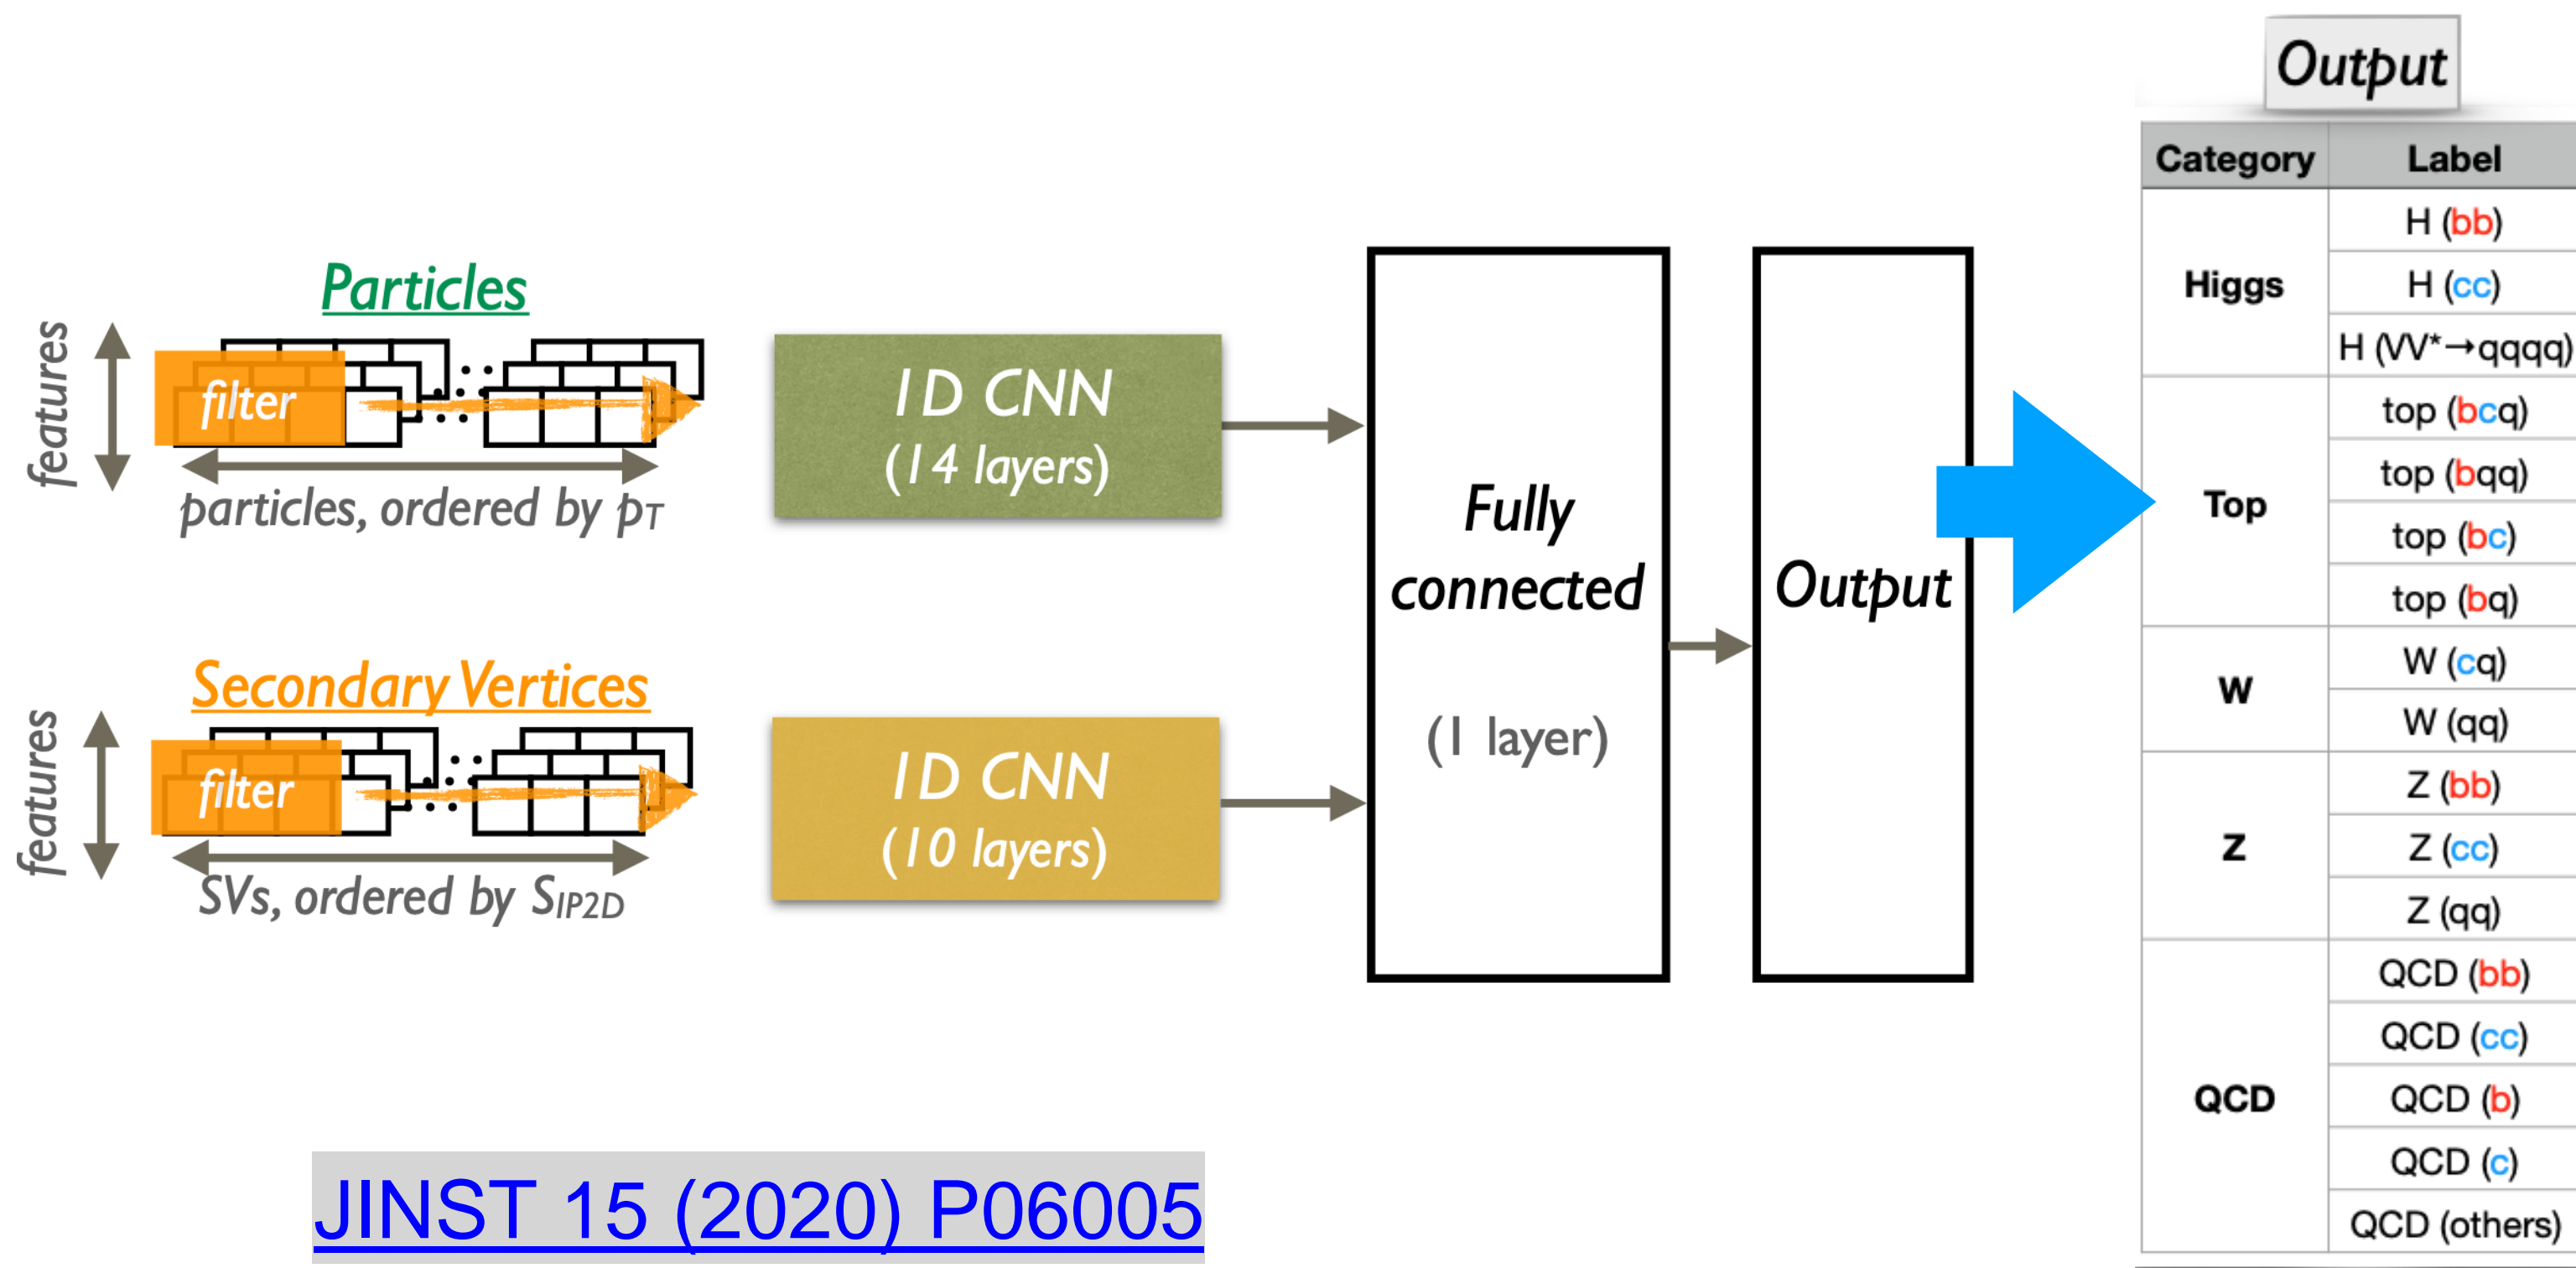 Particles
features
filter
particles, ordered by pT
1D CNN
(14 layers)
Secondary Vertices
features
filter
SVs, ordered by SIP2D
1D CNN
(10 layers)
Fully
connected
(1 layer)
Output
JINST 15 (2020) P06005
Output
Category Label
Higgs
H (bb)
H (cc)
H (VV*→qqqq)
Top
top (bcq)
top (bqq)
top (bc)
top (bq)
W
W (cq)
W (qq)
Z
Z (bb)
Z (cc)
Z (qq)
QCD
QCD (bb)
QCD (cc)
QCD (b)
QCD (c)
QCD (others)